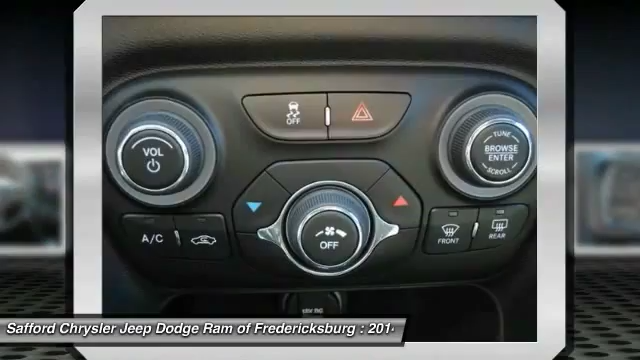 OFF
VOL
TUNE
BROWSE
ENTER
SCROLL
A/C
OFF
FRONT
REAR
Safford Chrysler Jeep Dodge Ram of Fredericksburg : 201